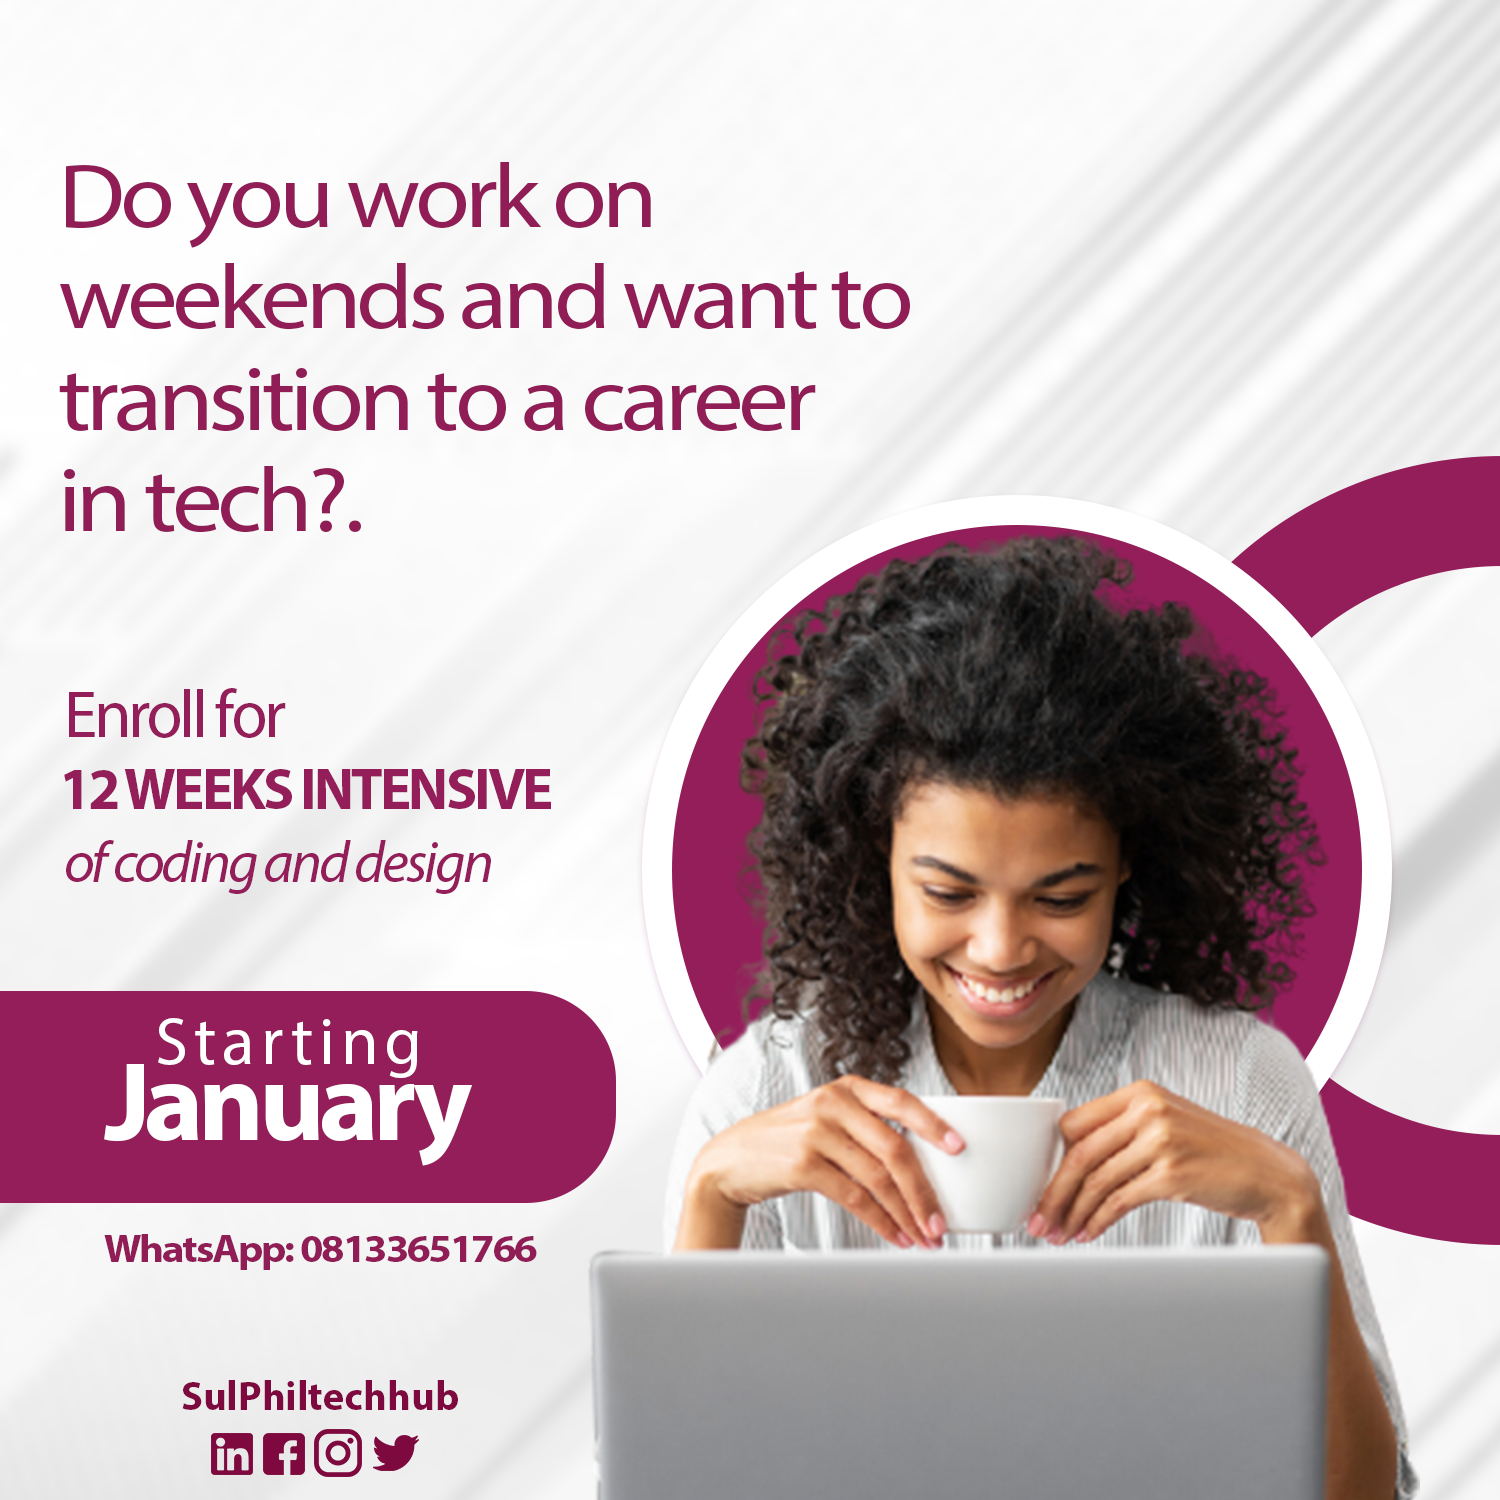 Do you work on
weekends and want to
transition to a career
in tech?.
Enroll for
12 WEEKS INTENSIVE
of coding and design
Starting
January
WhatsApp: 08133651766
SulPhiltechhub